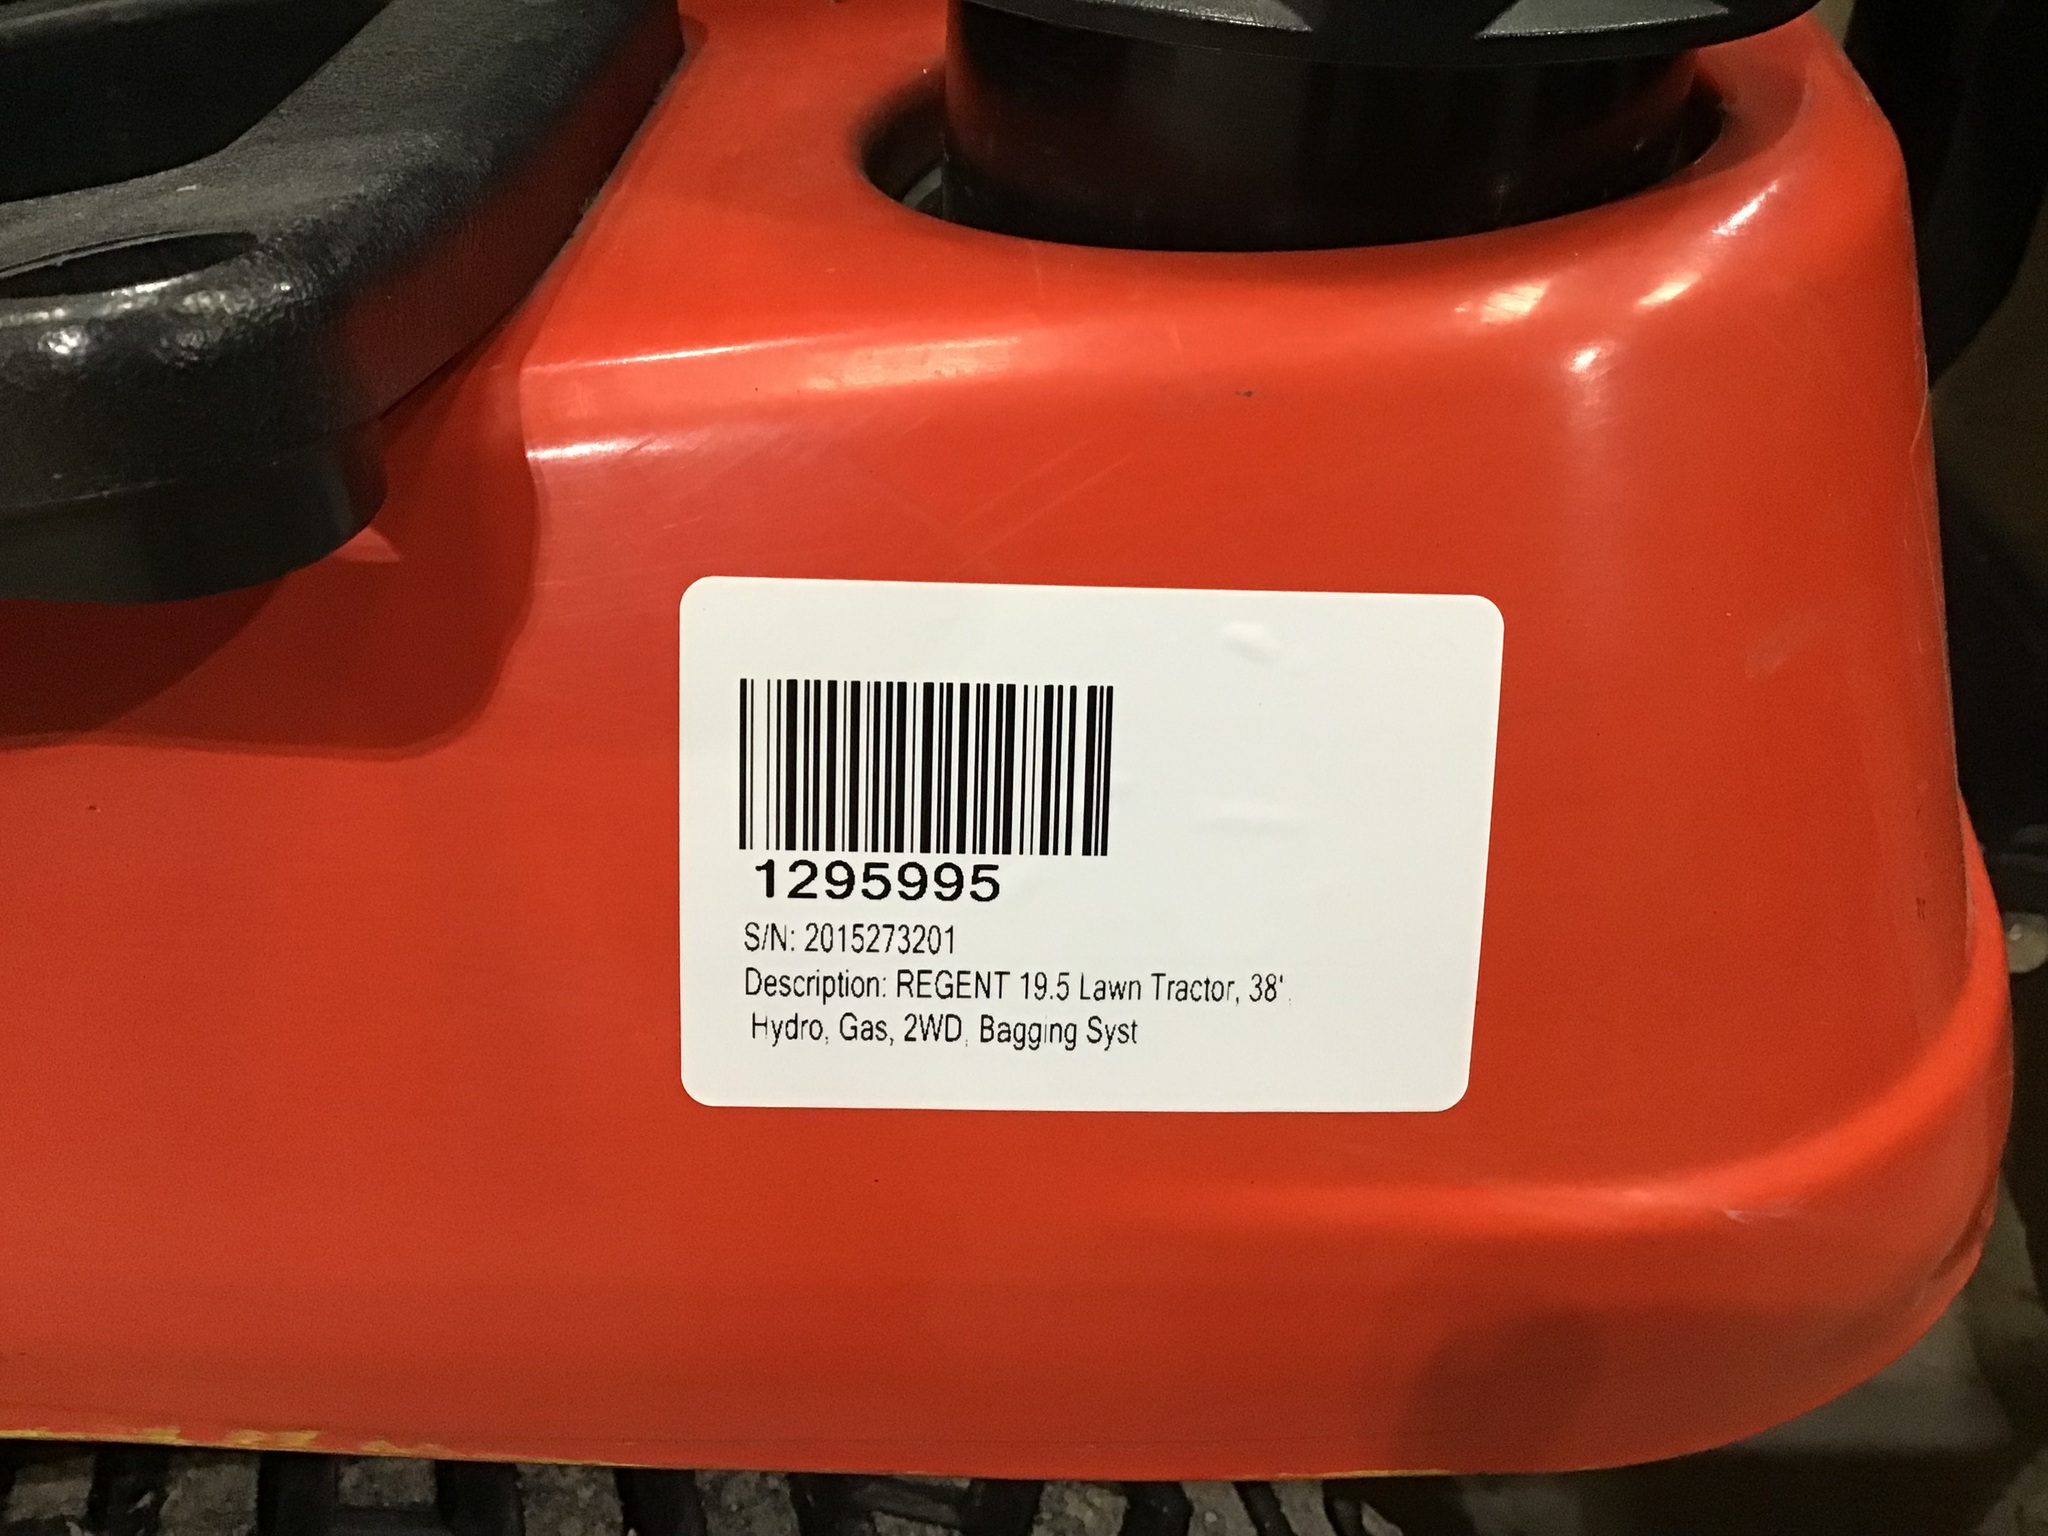 1295995
S/N: 2015273201
Description: REGENT 19.5 Lawn Tractor, 38',
Hydro, Gas, 2WD, Bagging Syst